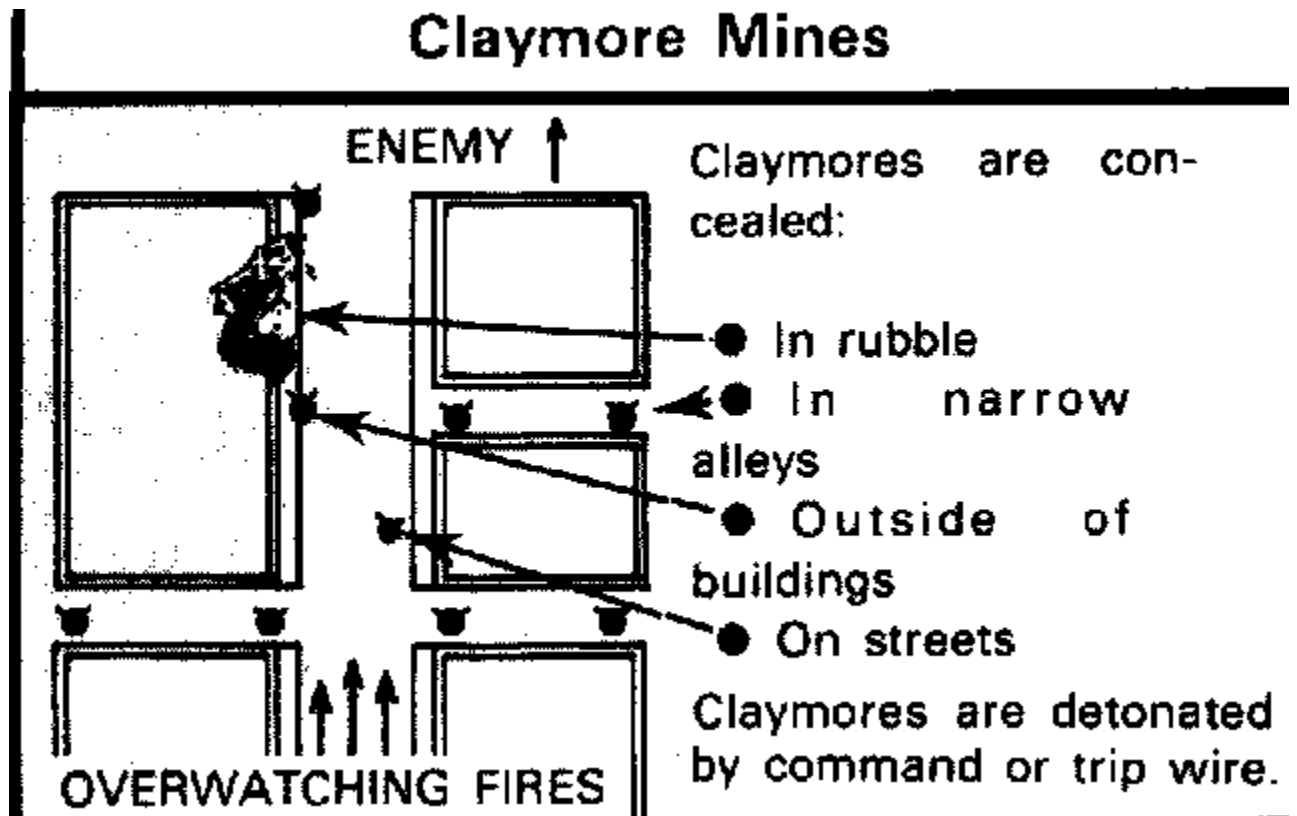 Claymore Mines
ENEMY
Claymores are con-
cealed:
● In rubble
● In narrow
alleys
● Outside of
buildings
● On streets
Claymores are detonated
by command or trip wire.
OVERWATCHING FIRES